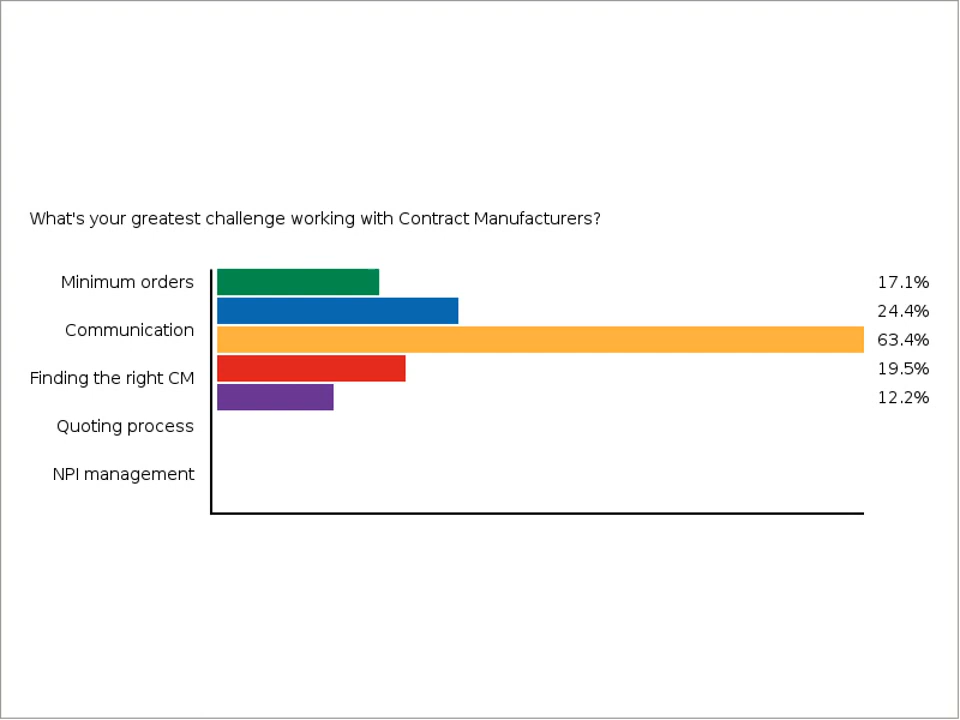 What's your greatest challenge working with Contract Manufacturers?
Minimum orders
Communication
Finding the right CM
Quoting process
NPI management
17.1%
24.4%
63.4%
19.5%
12.2%